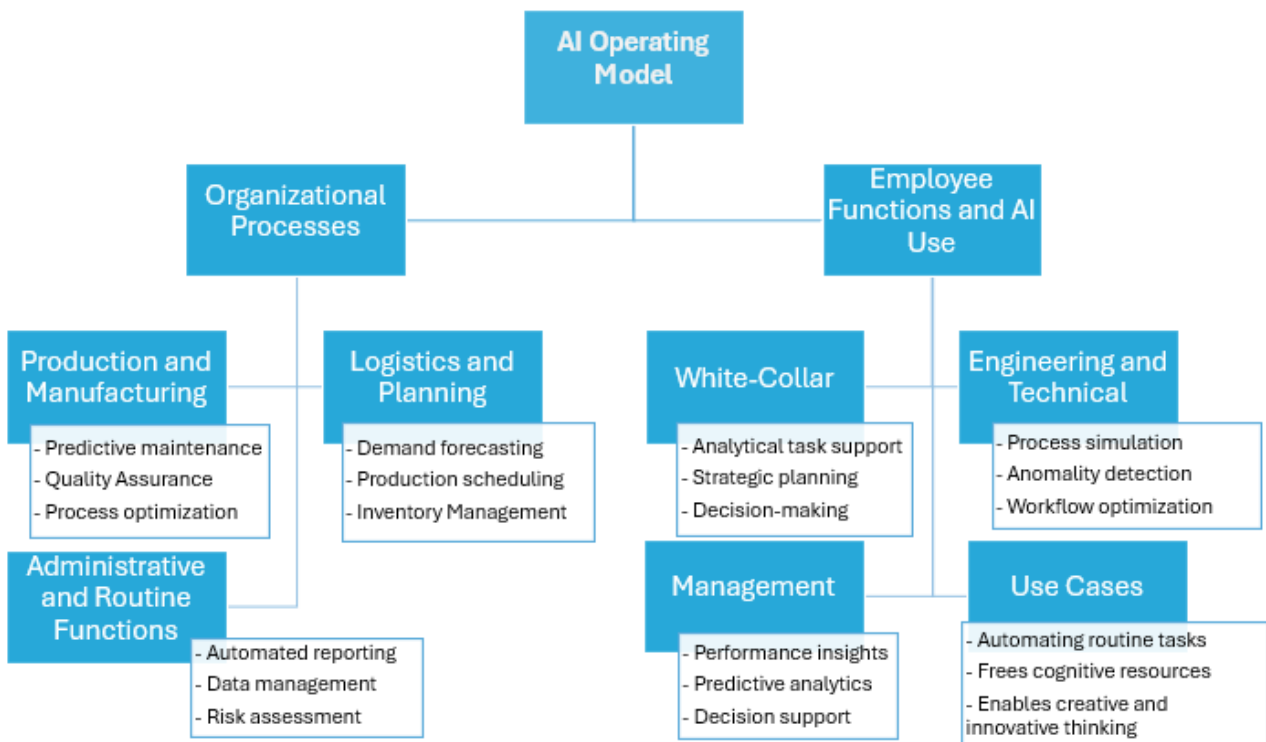 AI Operating
Model
Organizational
Processes
Employee
Functions and AI
Use
Production and
Manufacturing
- Predictive maintenance
- Quality Assurance
- Process optimization
Logistics and
Planning
- Demand forecasting
- Production scheduling
- Inventory Management
Administrative
and Routine
Functions
- Automated reporting
- Data management
- Risk assessment
White-Collar
- Analytical task support
- Strategic planning
- Decision-making
Engineering and
Technical
- Process simulation
- Anomality detection
- Workflow optimization
Management
- Performance insights
- Predictive analytics
- Decision support
Use Cases
- Automating routine tasks
- Frees cognitive resources
- Enables creative and
innovative thinking